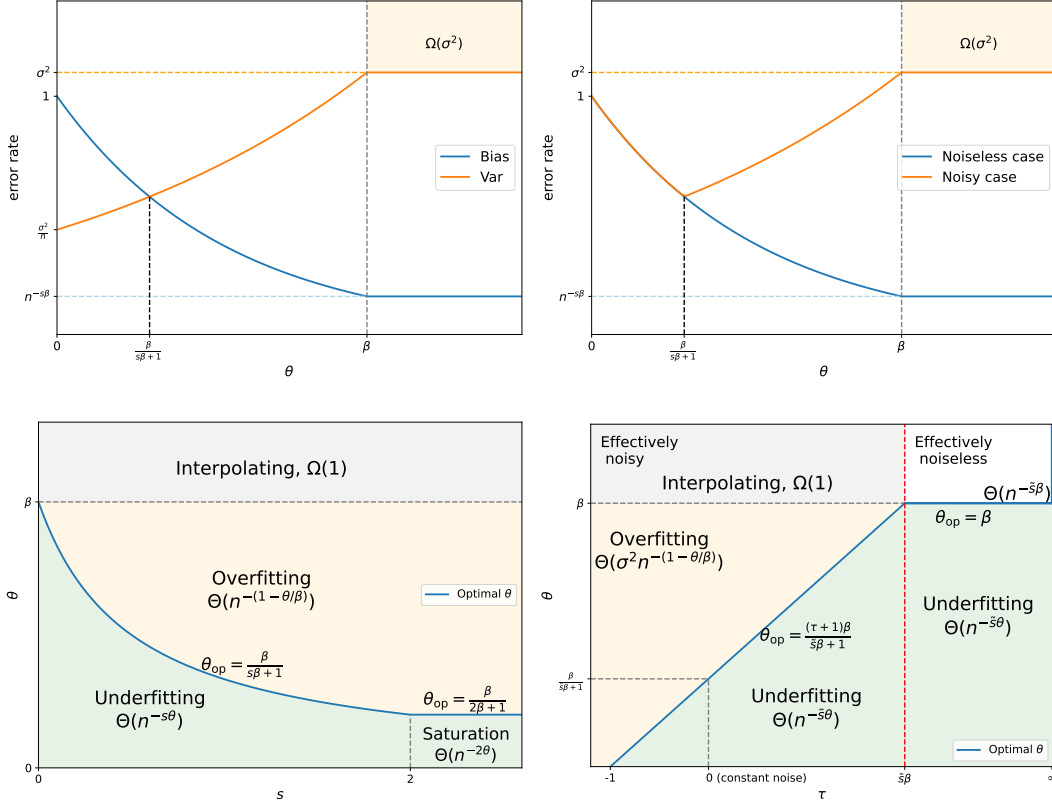 Ω(σ²)
σ²
1
σ²/n
n^{-sβ}
error rate
Bias
Var
0
β/(sβ+1)
β
θ
Ω(σ²)
σ²
1
n^{-sβ}
error rate
Noiseless case
Noisy case
0
β/(sβ+1)
β
θ
Interpolating, Ω(1)
β
θ
Overfitting
Θ(n^{-(1-θ/β)})
Optimal θ
θ_op = β/(sβ+1)
Underfitting
Θ(n^{-sθ})
θ_op = β/(2β+1)
Saturation
Θ(n^{-2θ})
0
0
2
s
Effectively
noisy
Effectively
noiseless
Interpolating, Ω(1)
Θ(n^{-s̃β})
β
θ_op = β
Overfitting
Θ(σ²n^{-(1-θ/β)})
θ
Underfitting
Θ(n^{-s̃θ})
θ_op = (τ+1)β/(s̃β+1)
β/(s̃β+1)
Underfitting
Θ(n^{-s̃θ})
Optimal θ
-1
0 (constant noise)
s̃β
∞
τ